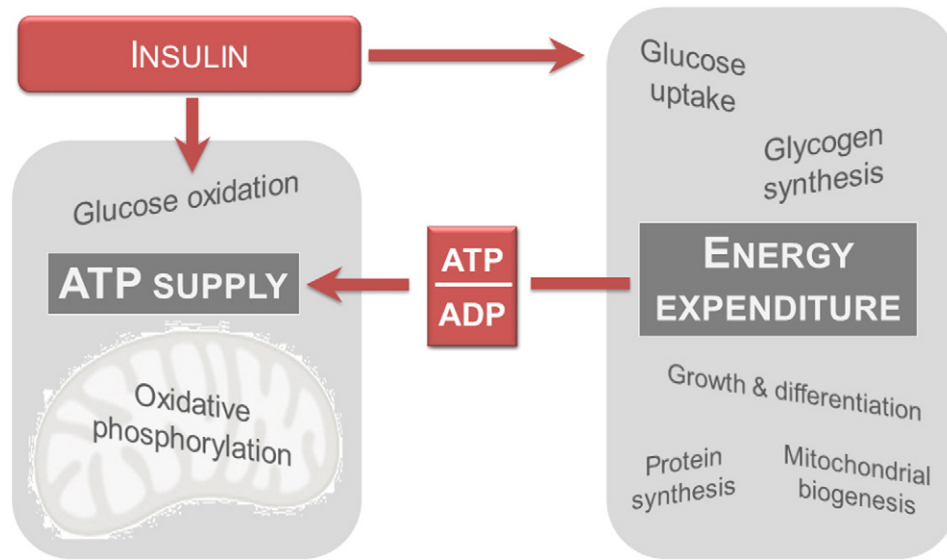 INSULIN
Glucose
uptake
Glycogen
synthesis
Glucose oxidation
ATP SUPPLY
ATP
ADP
ENERGY
EXPENDITURE
Oxidative
phosphorylation
Growth & differentiation
Protein
synthesis
Mitochondrial
biogenesis